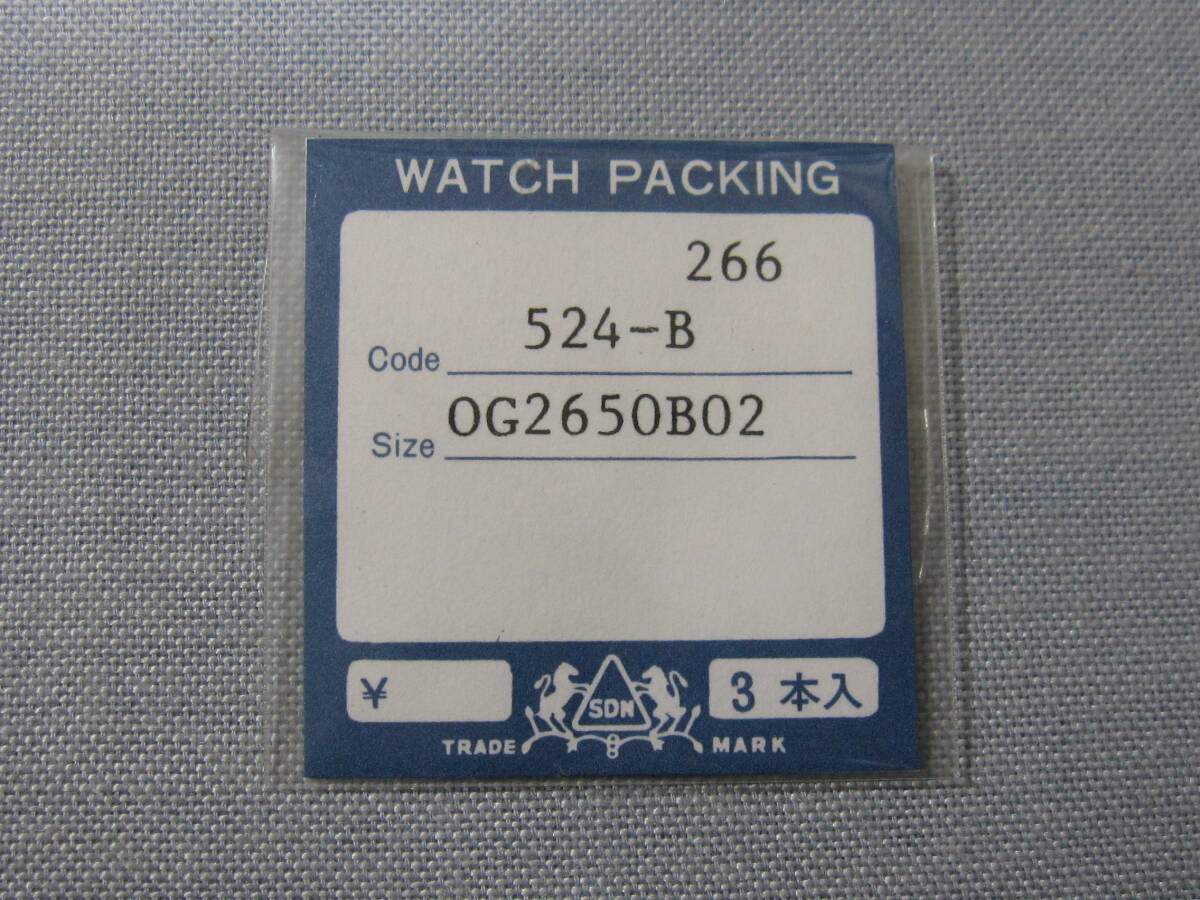 WATCH PACKING
266
Code 524-B
Size OG2650B02
¥
SDN
3 本入
TRADE MARK